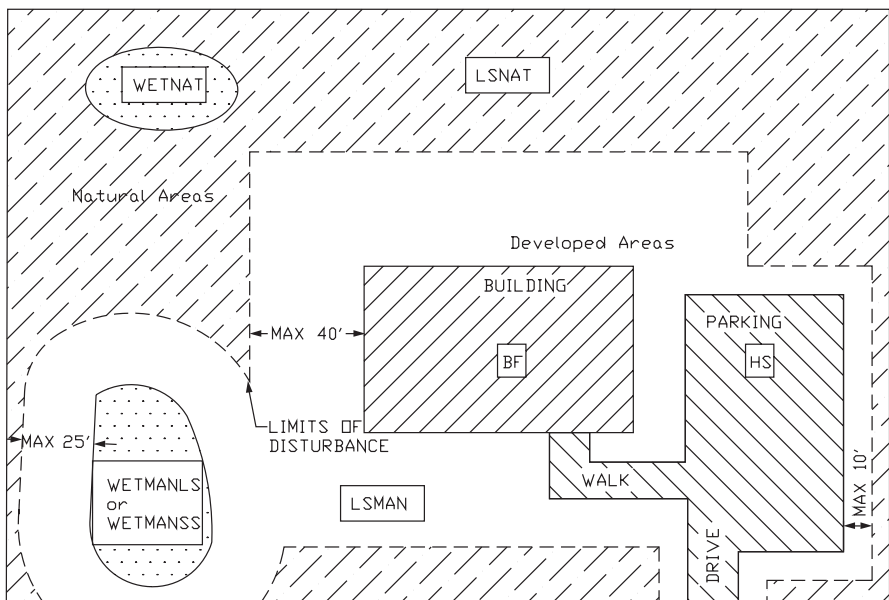 WETNAT
LSNAT
Natural Areas
Developed Areas
BUILDING
PARKING
MAX 40'
BF
HS
LIMITS OF
DISTURBANCE
MAX 25'
WETMANLS
or
WETMANSS
LSMAN
WALK
MAX 10'
DRIVE